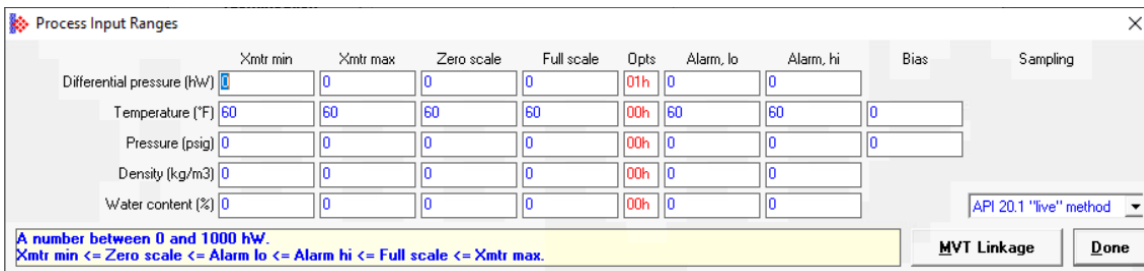 Process Input Ranges
Xmtr min Xmtr max Zero scale Full scale Opts Alarm, lo Alarm, hi Bias Sampling
Differential pressure (hW) 0 0 0 0 01h 0 0
Temperature (°F) 60 60 60 60 00h 60 60 0
Pressure (psig) 0 0 0 0 00h 0 0 0
Density (kg/m3) 0 0 0 0 00h 0 0
Water content (%) 0 0 0 0 00h 0 0 API 20.1 "live" method
A number between 0 and 1000 hW.
Xmtr min <= Zero scale <= Alarm lo <= Alarm hi <= Full scale <= Xmtr max.
MVT Linkage Done